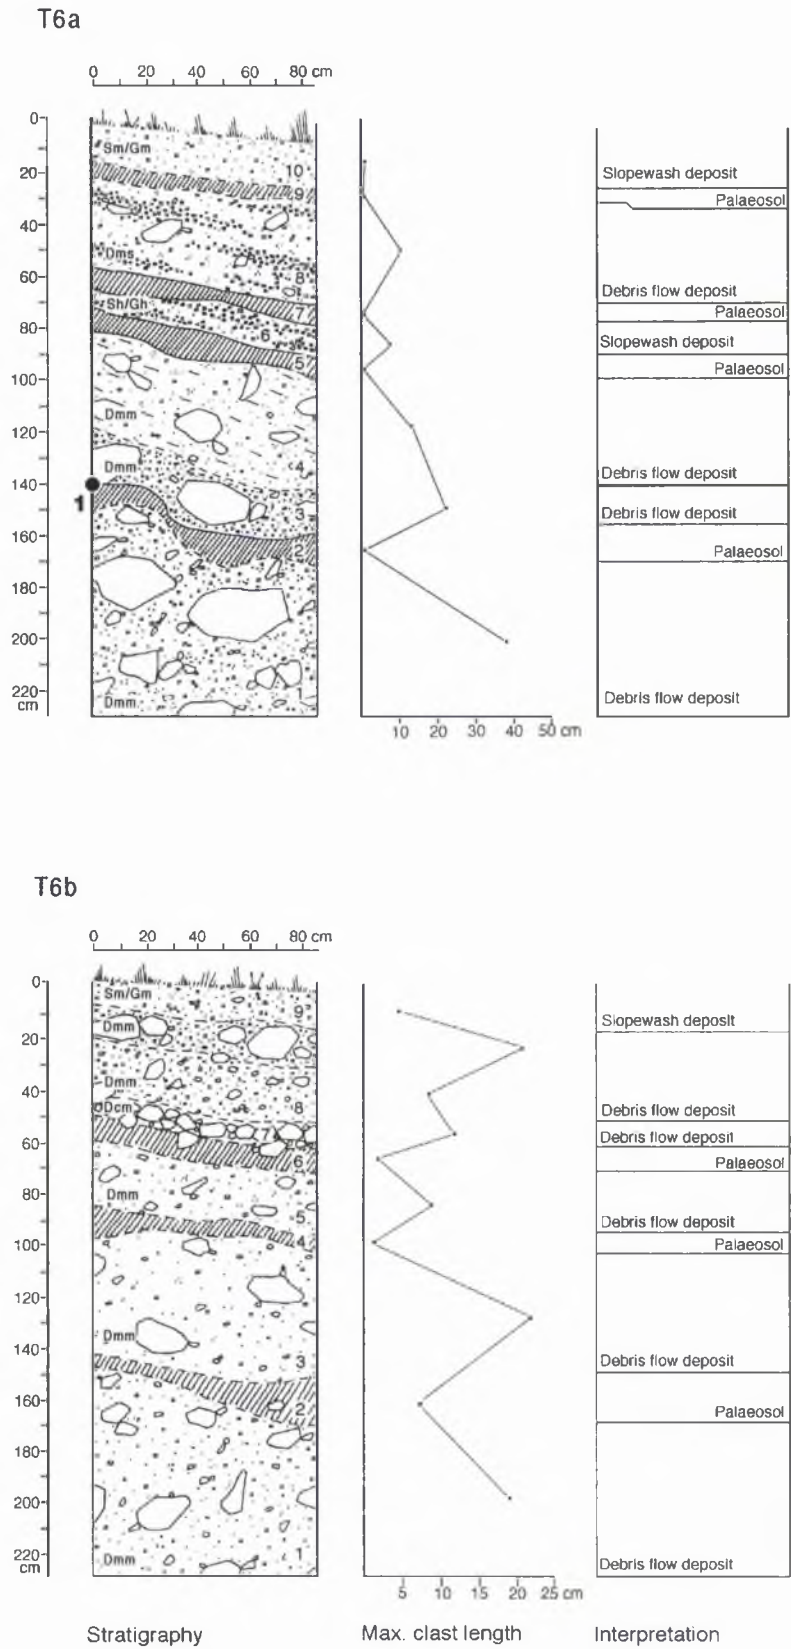 T6a
0 20 40 60 80 cm
0
20
40
60
80
100
120
140
160
180
200
220
cm
Sm/Gm
10
9
Dms
8
7
Sh/Gh
6
5
Dmm
4
Dmm
1
3
2
Dmm
1
10 20 30 40 50 cm
Slopewash deposit
Palaeosol
Debris flow deposit
Palaeosol
Slopewash deposit
Palaeosol
Debris flow deposit
Debris flow deposit
Palaeosol
Debris flow deposit
T6b
0 20 40 60 80 cm
0
20
40
60
80
100
120
140
160
180
200
220
cm
Sm/Gm
9
Dmm
Dmm
8
Dcm
7
6
Dmm
5
4
Dmm
3
2
Dmm
1
5 10 15 20 25 cm
Slopewash deposit
Debris flow deposit
Debris flow deposit
Palaeosol
Debris flow deposit
Palaeosol
Debris flow deposit
Palaeosol
Debris flow deposit
Stratigraphy
Max. clast length
Interpretation